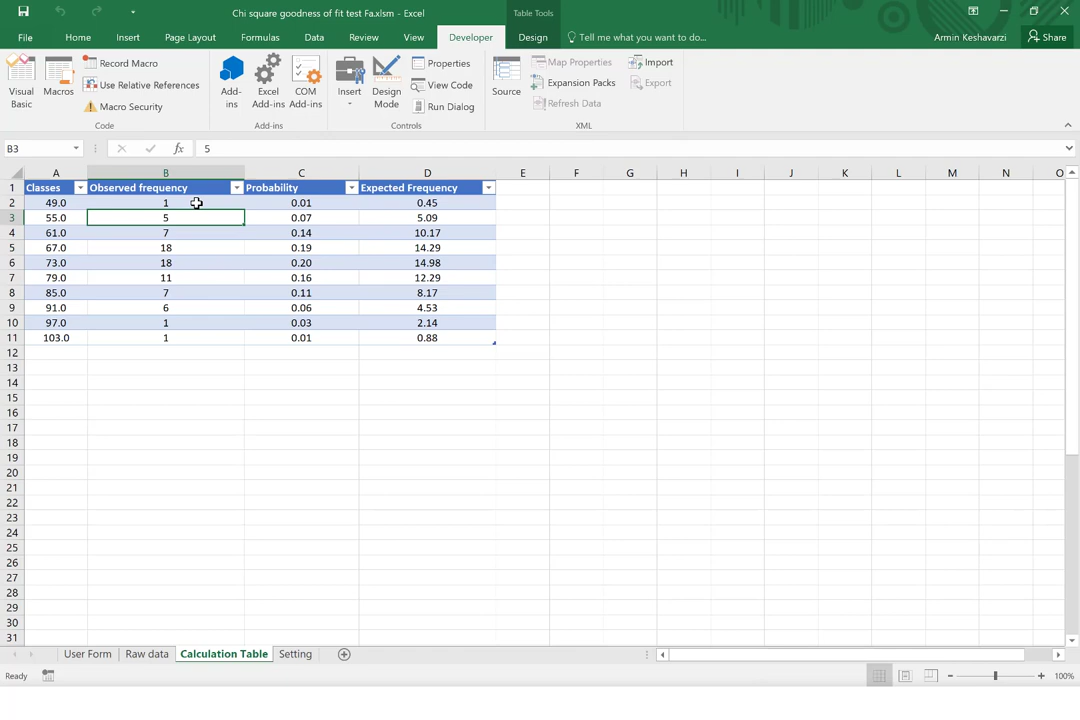 Chi square goodness of fit test Fa.xlsm - Excel
Table Tools
File Home Insert Page Layout Formulas Data Review View Developer Design Tell me what you want to do... Armin Keshavarzi Share
Visual Basic
Macros
Record Macro
Use Relative References
Macro Security
Code
Add-ins
Excel Add-ins
COM Add-ins
Add-ins
Insert
Design Mode
Properties
View Code
Run Dialog
Controls
Source
Map Properties
Expansion Packs
Refresh Data
Import
Export
XML
B3 fx 5
A B C D E F G H I J K L M N O
1 Classes Observed frequency Probability Expected Frequency
2 49.0 1 0.01 0.45
3 55.0 5 0.07 5.09
4 61.0 7 0.14 10.17
5 67.0 18 0.19 14.29
6 73.0 18 0.20 14.98
7 79.0 11 0.16 12.29
8 85.0 7 0.11 8.17
9 91.0 6 0.06 4.53
10 97.0 1 0.03 2.14
11 103.0 1 0.01 0.88
12
13
14
15
16
17
18
19
20
21
22
23
24
25
26
27
28
29
30
31
User Form Raw data Calculation Table Setting
Ready 100%